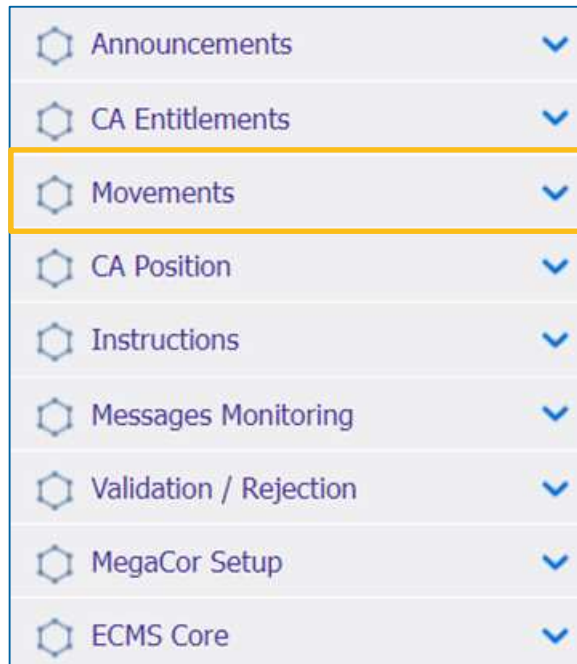 Announcements
CA Entitlements
Movements
CA Position
Instructions
Messages Monitoring
Validation / Rejection
MegaCor Setup
ECMS Core